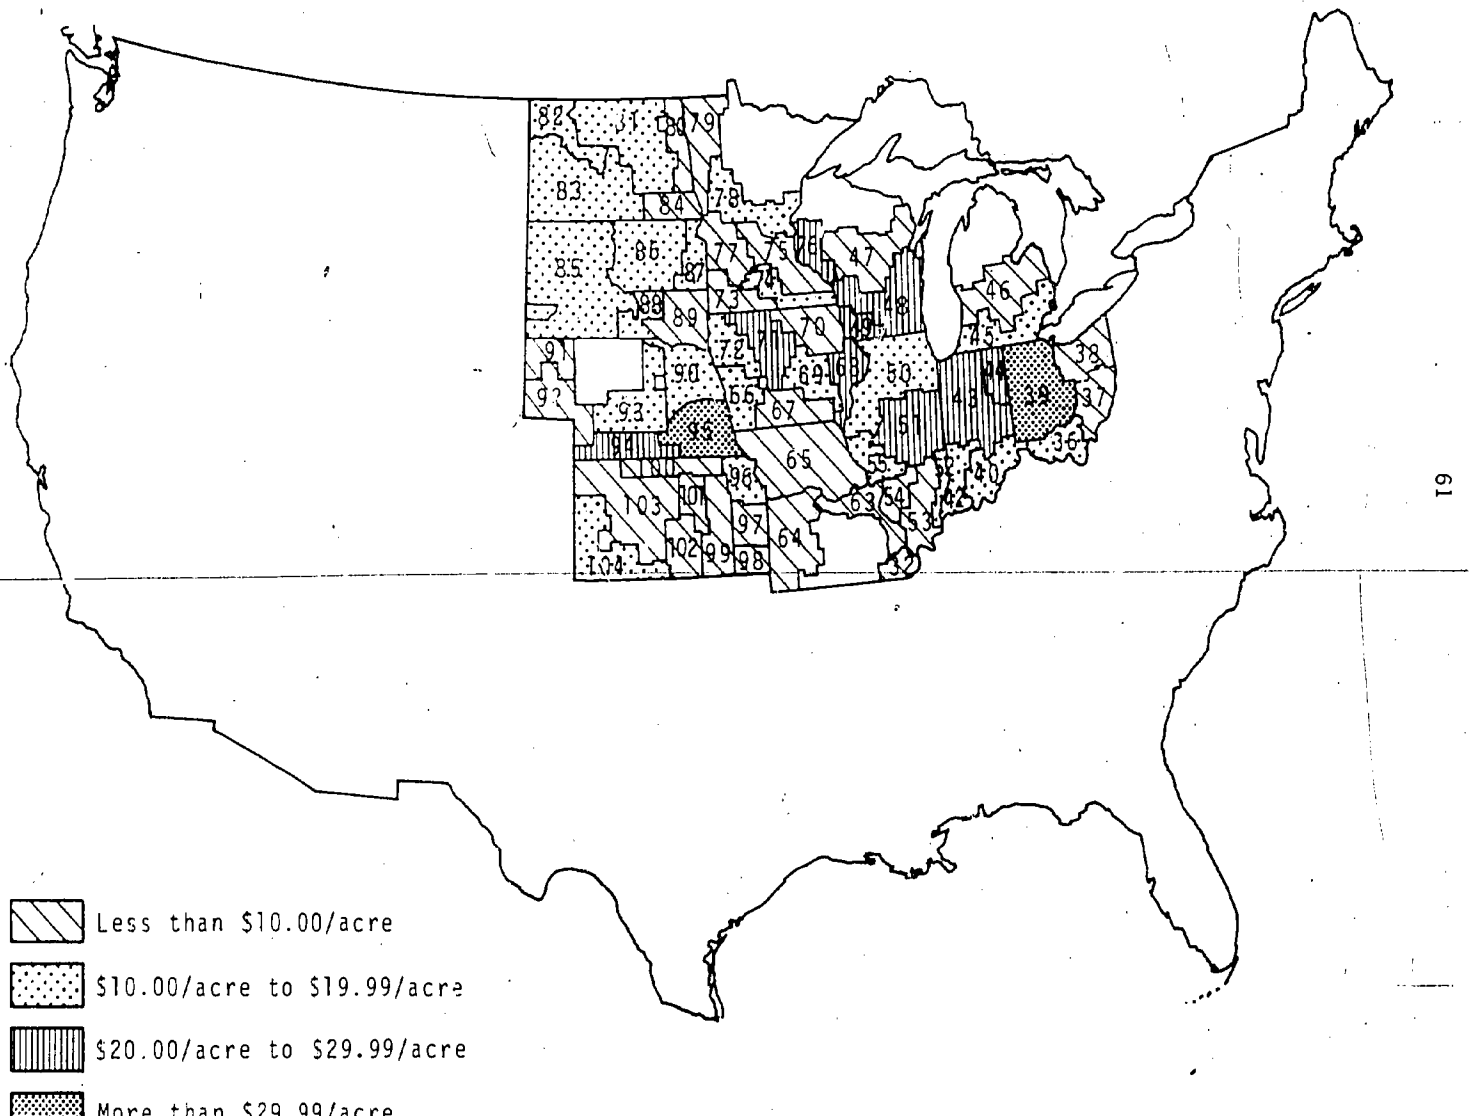 82 81 80 79
83 84 78
85 86 87 77 75 76 47
88 89 73 74 70 48 46
91 72 49 45 38
92 90 69 68 50 44
93 66 67 43 39 37
94 95 51 36
100 65 55 52 40
96 42
103 101 97 63 54 53
102 99 98 64 32
104
61
Less than $10.00/acre
$10.00/acre to $19.99/acre
$20.00/acre to $29.99/acre
More than $29.99/acre